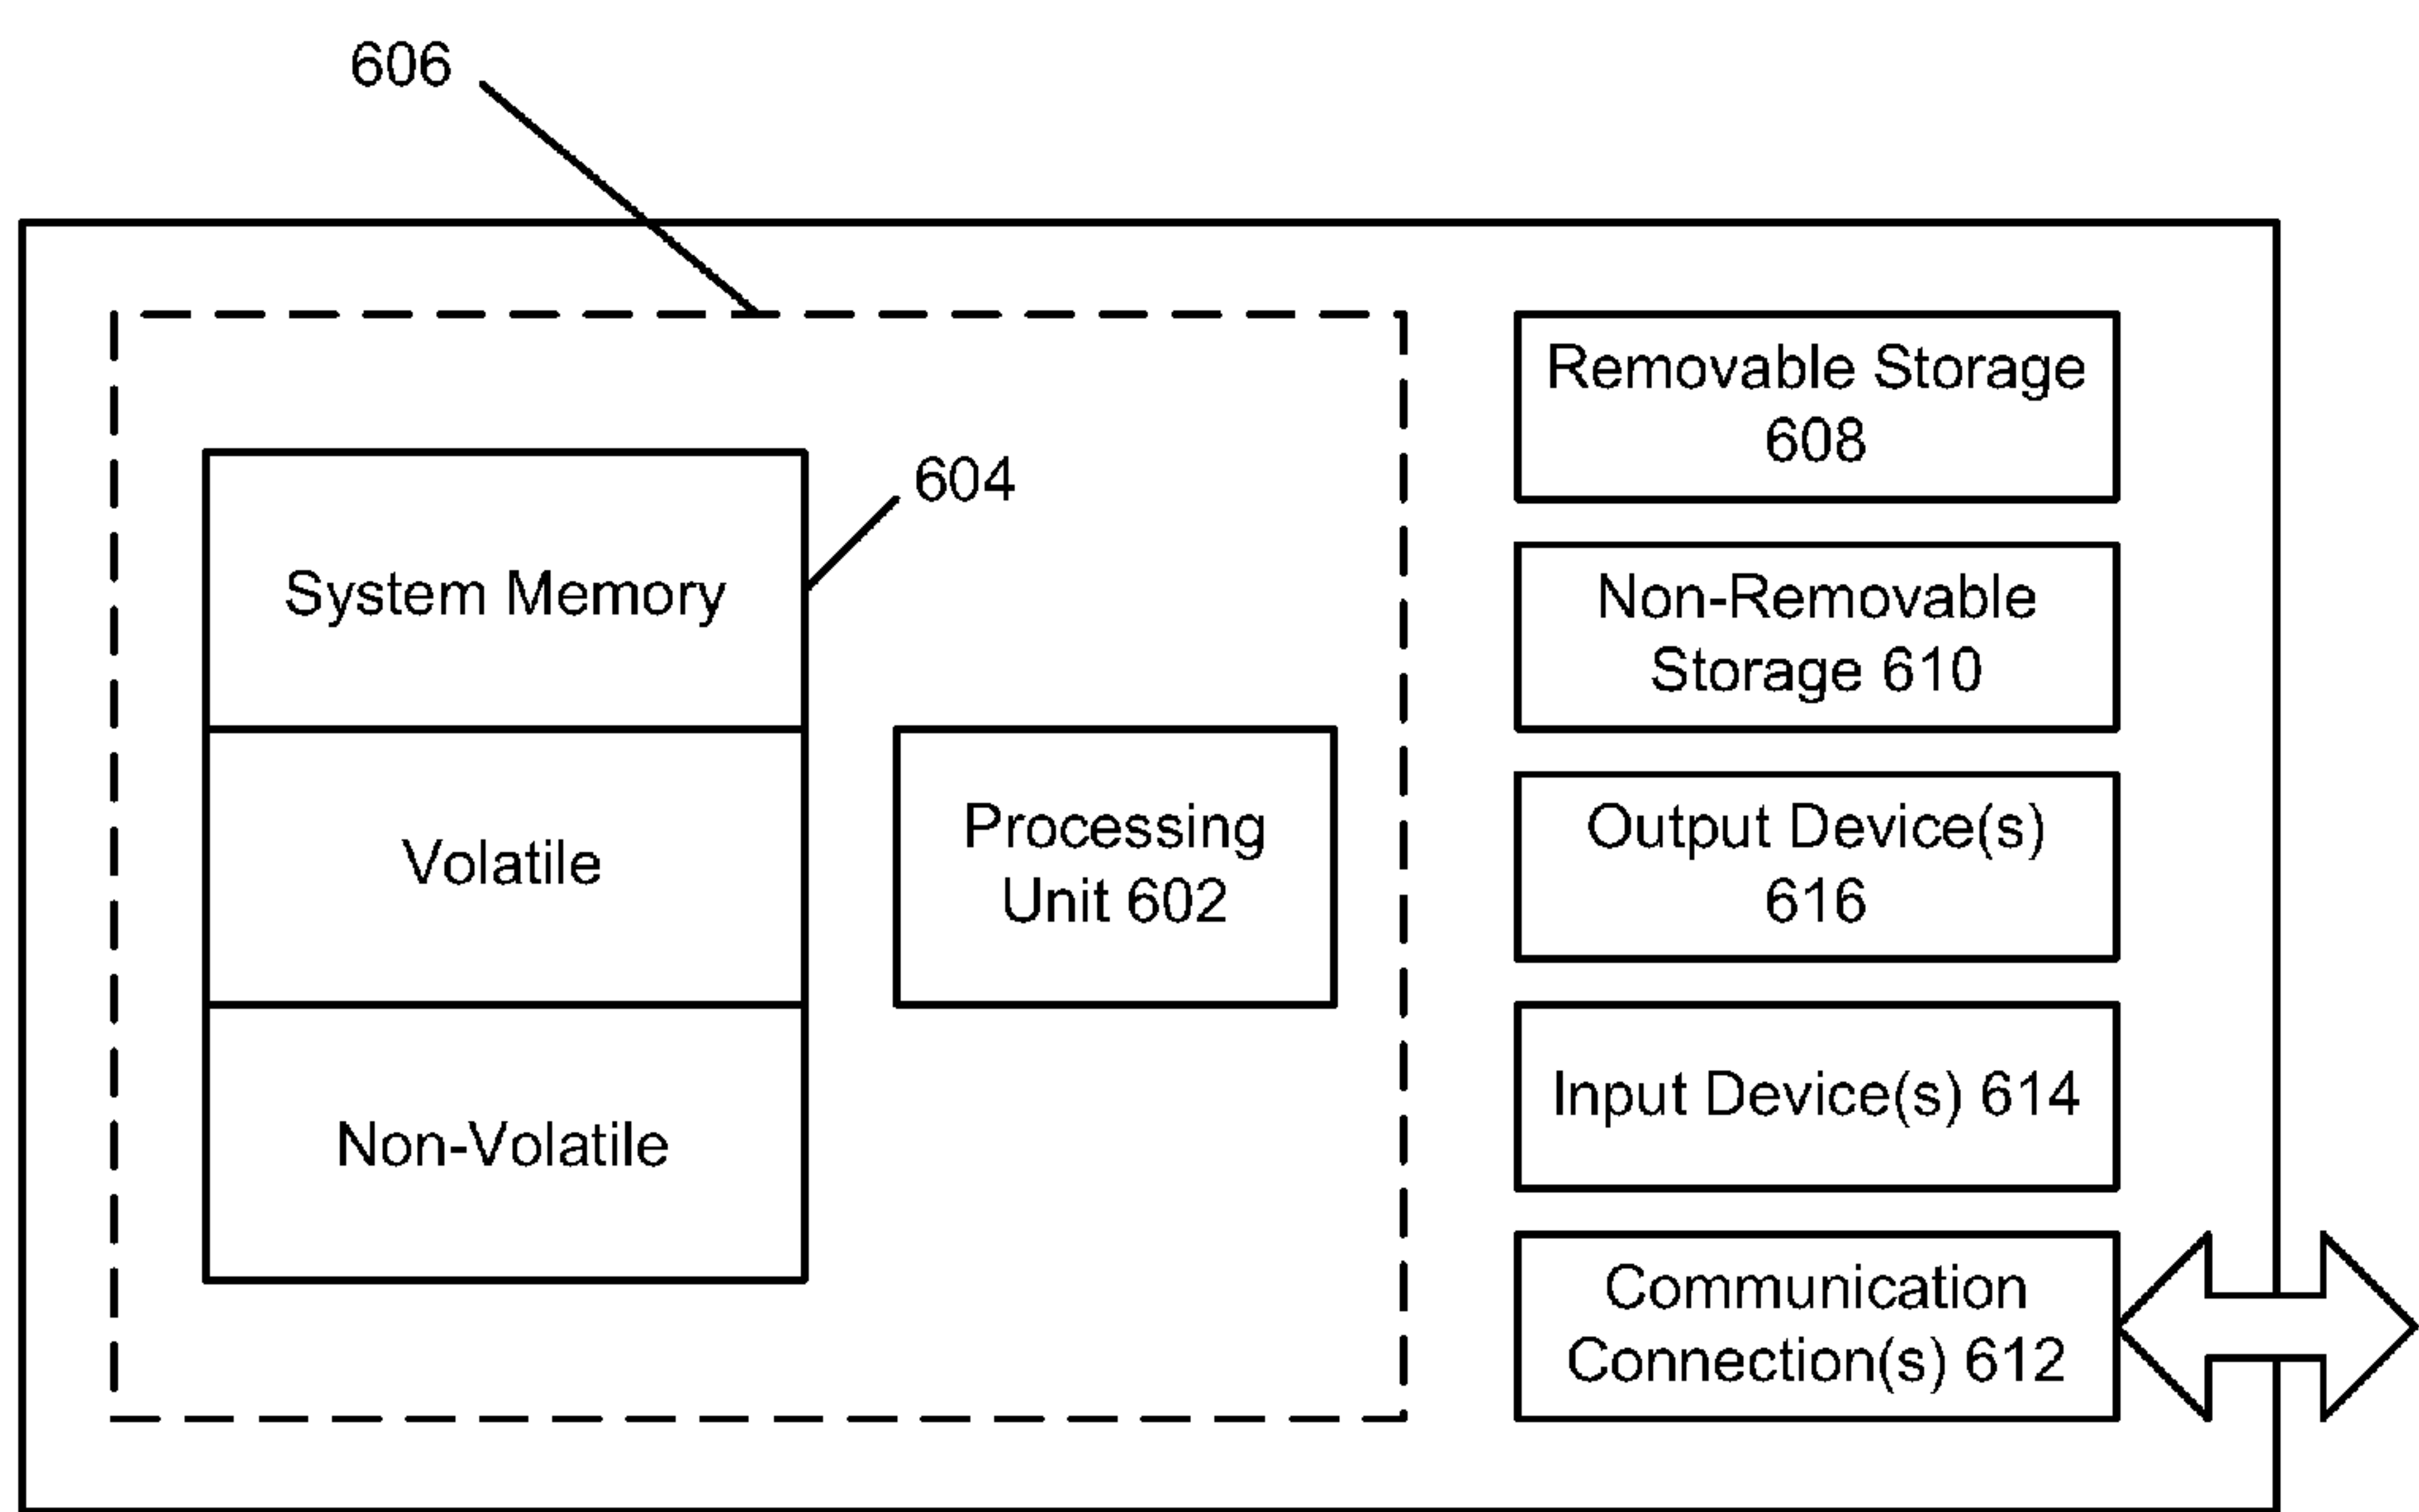 606
604
System Memory
Volatile
Non-Volatile
Processing
Unit 602
Removable Storage
608
Non-Removable
Storage 610
Output Device(s)
616
Input Device(s) 614
Communication
Connection(s) 612